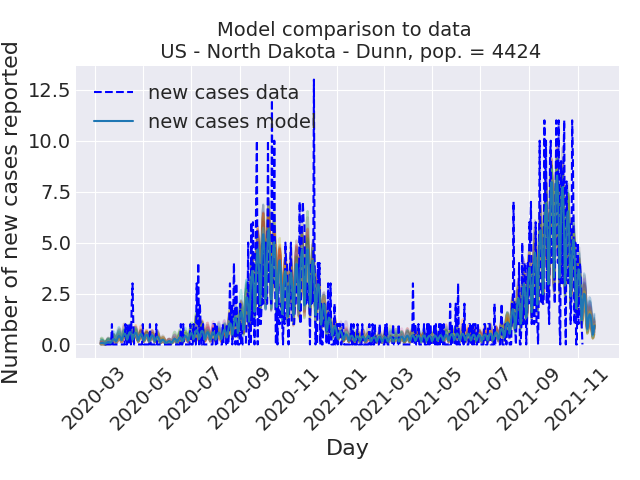 Model comparison to data
US - North Dakota - Dunn, pop. = 4424
Number of new cases reported
12.5
10.0
7.5
5.0
2.5
0.0
new cases data
new cases model
2020-03
2020-05
2020-07
2020-09
2020-11
2021-01
2021-03
2021-05
2021-07
2021-09
2021-11
Day